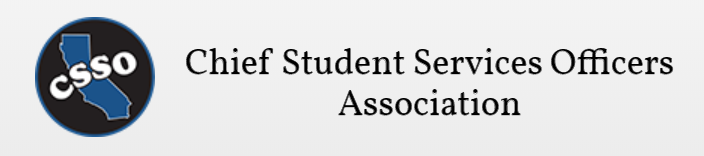 CSSO
Chief Student Services Officers
Association